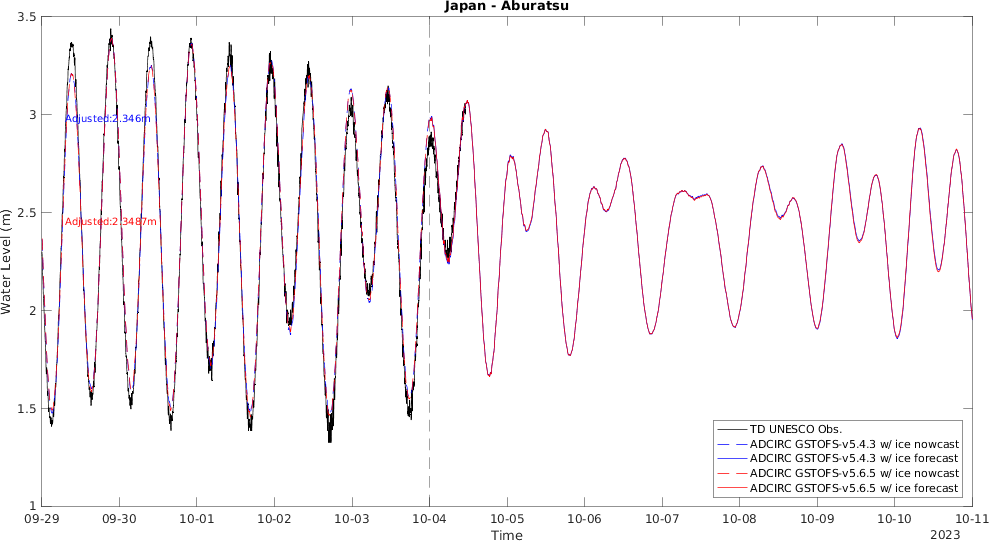 Japan - Aburatsu
3.5
3
2.5
2
1.5
1
Water Level (m)
Adjusted:2.346m
Adjusted:2.3487m
TD UNESCO Obs.
ADCIRC GSTOFS-v5.4.3 w/ ice nowcast
ADCIRC GSTOFS-v5.4.3 w/ ice forecast
ADCIRC GSTOFS-v5.6.5 w/ ice nowcast
ADCIRC GSTOFS-v5.6.5 w/ ice forecast
09-29 09-30 10-01 10-02 10-03 10-04 10-05 10-06 10-07 10-08 10-09 10-10 10-11
Time
2023